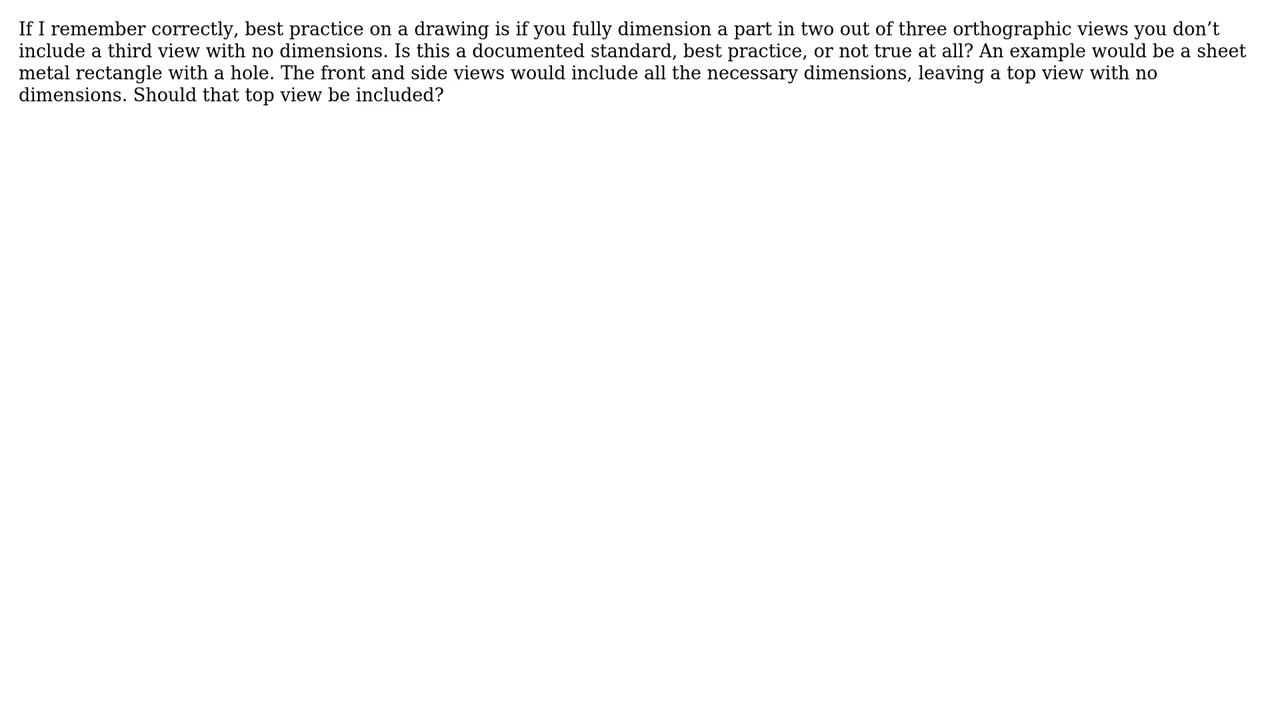 If I remember correctly, best practice on a drawing is if you fully dimension a part in two out of three orthographic views you don’t
include a third view with no dimensions. Is this a documented standard, best practice, or not true at all? An example would be a sheet
metal rectangle with a hole. The front and side views would include all the necessary dimensions, leaving a top view with no
dimensions. Should that top view be included?